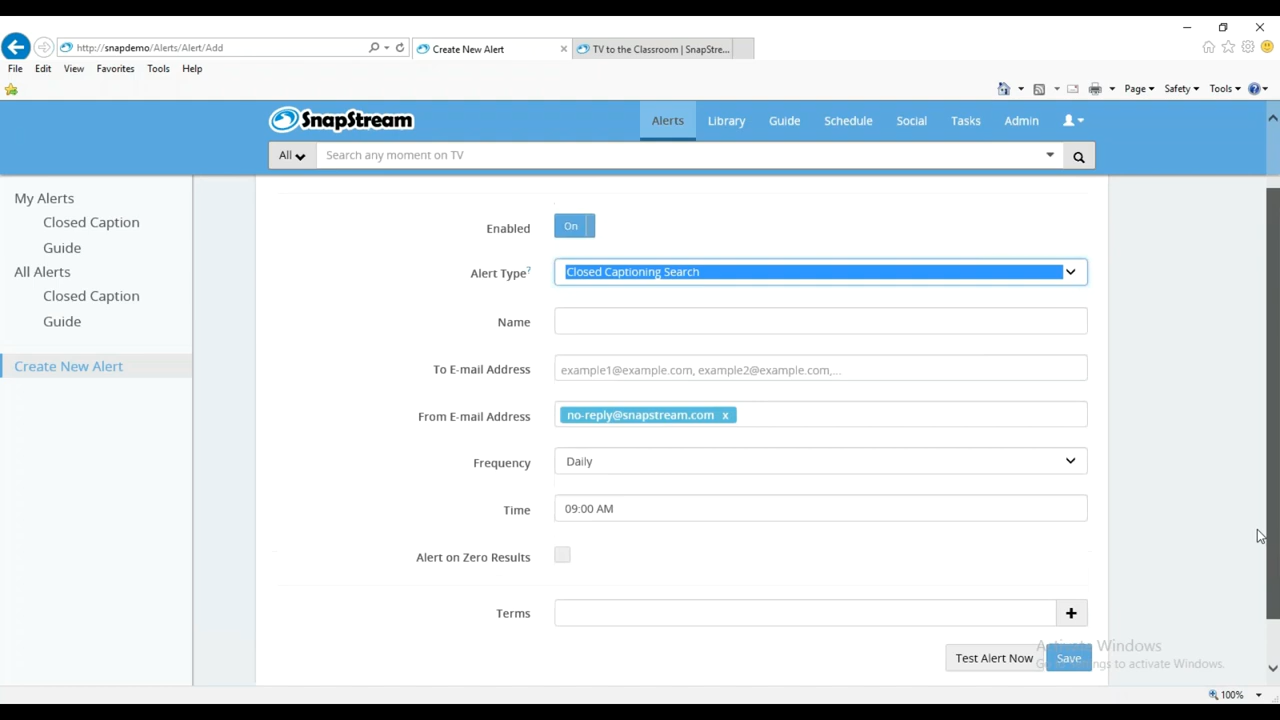 http://snapdemo/Alerts/Alert/Add
Create New Alert
TV to the Classroom | SnapStre...
File Edit View Favorites Tools Help
Page Safety Tools
SnapStream
Alerts Library Guide Schedule Social Tasks Admin
All Search any moment on TV
My Alerts
Closed Caption
Guide
All Alerts
Closed Caption
Guide
Create New Alert
Enabled On
Alert Type? Closed Captioning Search
Name
To E-mail Address example1@example.com, example2@example.com,...
From E-mail Address no-reply@snapstream.com x
Frequency Daily
Time 09:00 AM
Alert on Zero Results
Terms +
Test Alert Now Save
Windows
to activate Windows.
100%